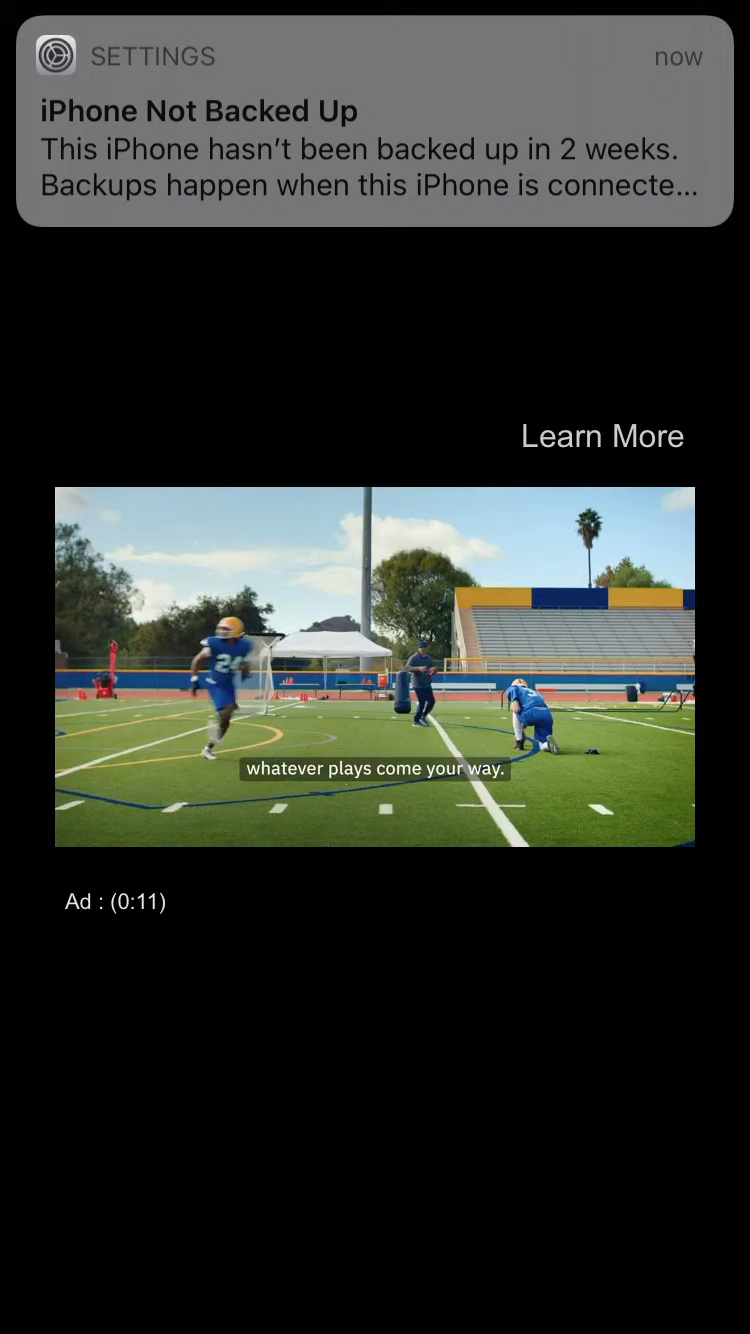 SETTINGS
now
iPhone Not Backed Up
This iPhone hasn’t been backed up in 2 weeks.
Backups happen when this iPhone is connecte...
Learn More
24
whatever plays come your way.
Ad : (0:11)